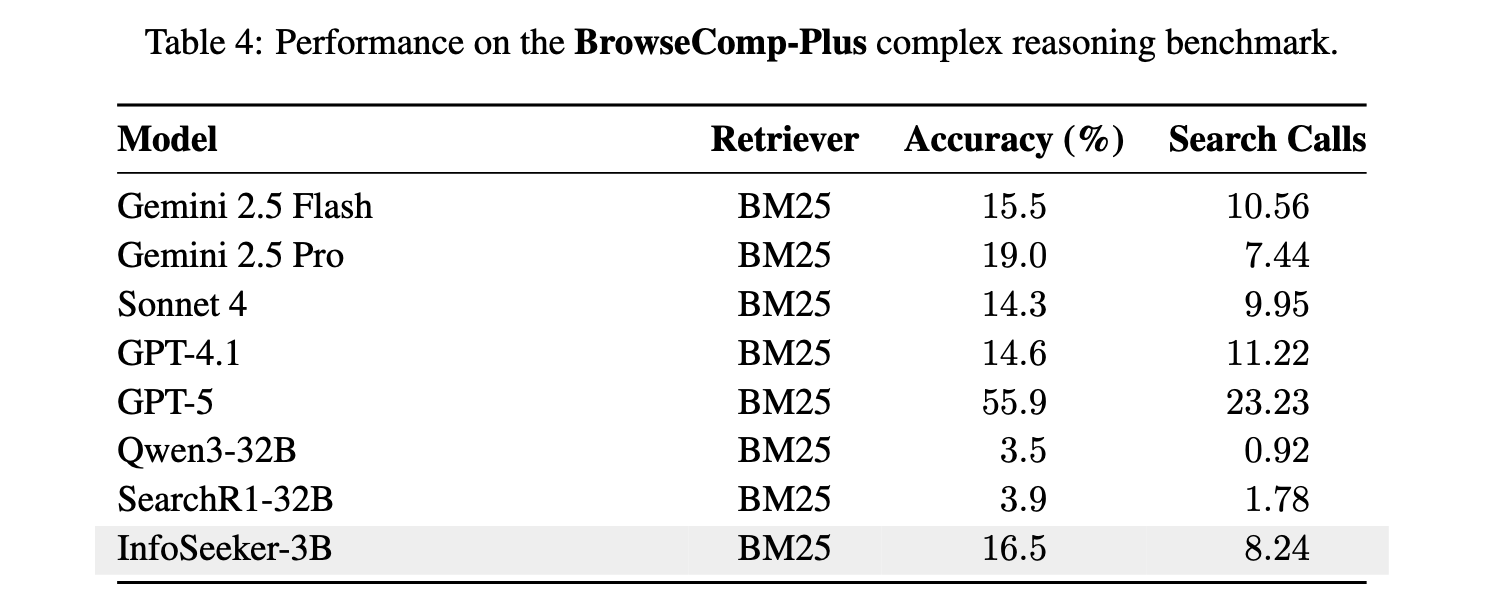 Table 4: Performance on the BrowseComp-Plus complex reasoning benchmark.
Model Retriever Accuracy (%) Search Calls
Gemini 2.5 Flash BM25 15.5 10.56
Gemini 2.5 Pro BM25 19.0 7.44
Sonnet 4 BM25 14.3 9.95
GPT-4.1 BM25 14.6 11.22
GPT-5 BM25 55.9 23.23
Qwen3-32B BM25 3.5 0.92
SearchR1-32B BM25 3.9 1.78
InfoSeeker-3B BM25 16.5 8.24